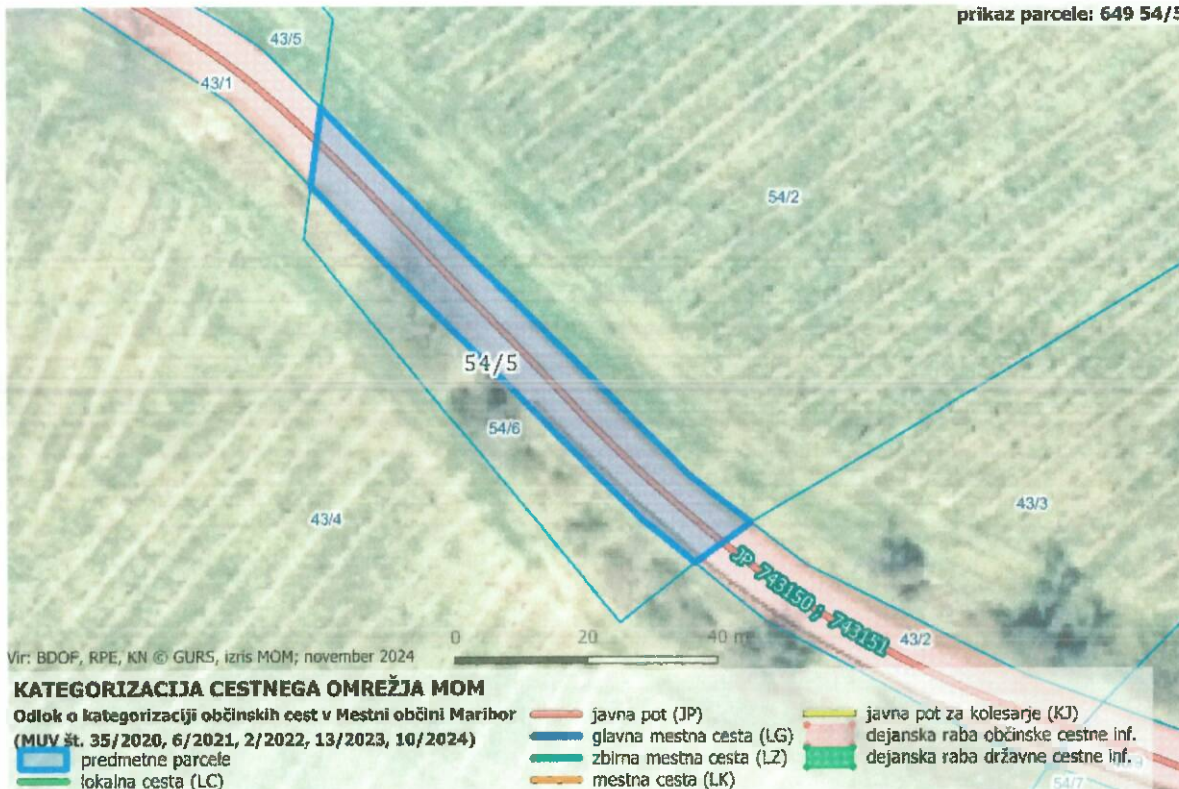 prikaz parcele: 649 54/5
43/5
43/1
54/2
54/5
54/6
43/4
43/3
JP 743150 ; 743151
43/2
0 20 40 m
Vir: BDOF, RPE, KN © GURS, izris MOM; november 2024
KATEGORIZACIJA CESTNEGA OMREŽJA MOM
Odlok o kategorizaciji občinskih cest v Mestni občini Maribor
(MUV št. 35/2020, 6/2021, 2/2022, 13/2023, 10/2024)
predmetne parcele
lokalna cesta (LC)
javna pot (JP)
glavna mestna cesta (LG)
zbirna mestna cesta (LZ)
mestna cesta (LK)
javna pot za kolesarje (KJ)
dejanska raba občinske cestne inf.
dejanska raba državne cestne inf.
54/7